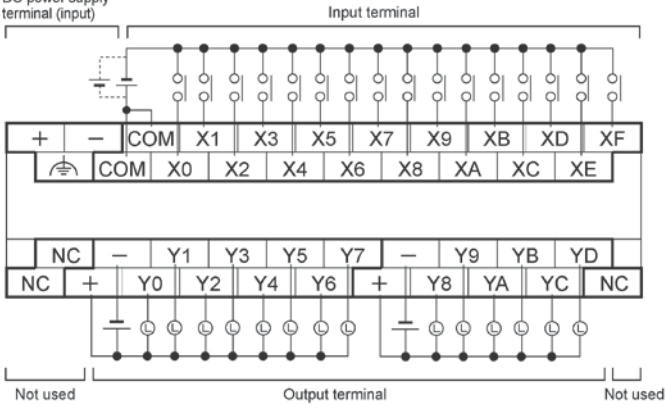 DC power supply
terminal (input)
Input terminal
+ – COM X1 X3 X5 X7 X9 XB XD XF
COM X0 X2 X4 X6 X8 XA XC XE
NC – Y1 Y3 Y5 Y7 – Y9 YB YD
NC + Y0 Y2 Y4 Y6 + Y8 YA YC NC
L L L L L L L L L L L L L L
Not used
Output terminal
Not used